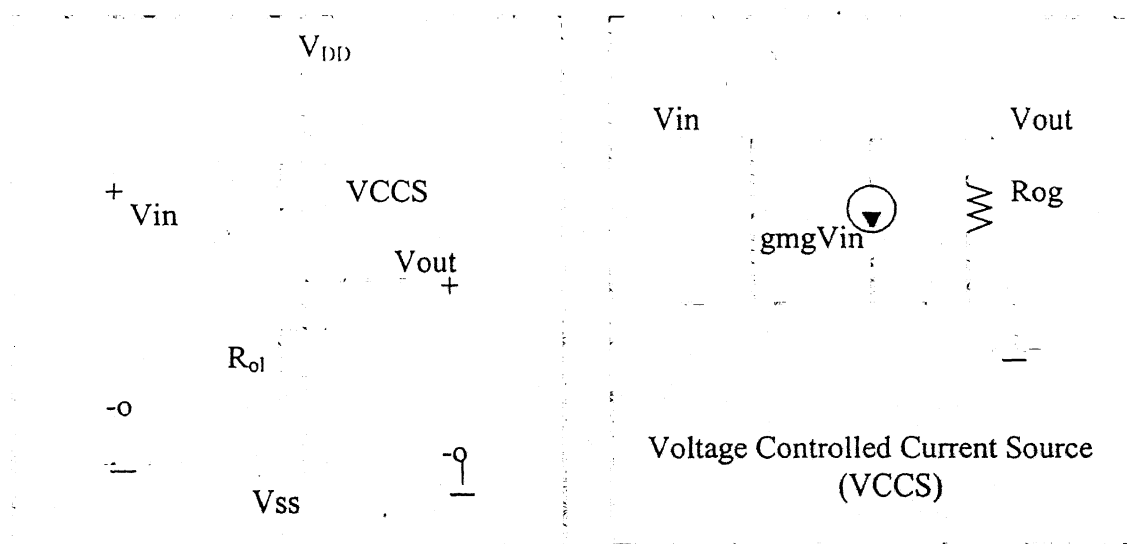 VDD
+
Vin
VCCS
Vout
+
Rol
-o
-o
Vss
Vin
Vout
Rog
gmgVin
Voltage Controlled Current Source
(VCCS)